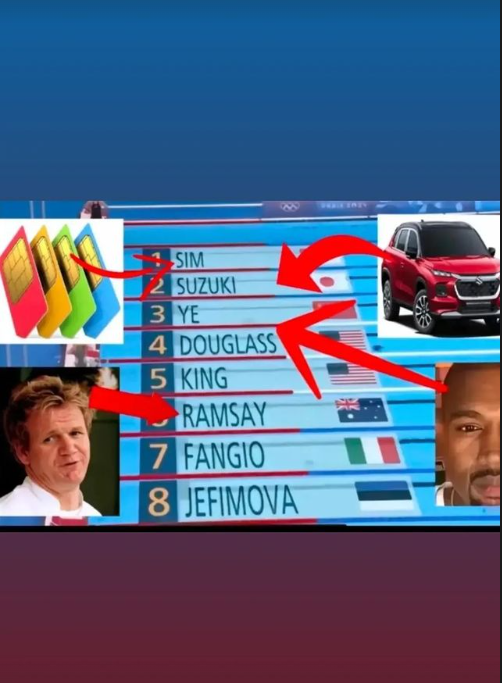 1 SIM
2 SUZUKI
3 YE
4 DOUGLASS
5 KING
RAMSAY
7 FANGIO
8 JEFIMOVA